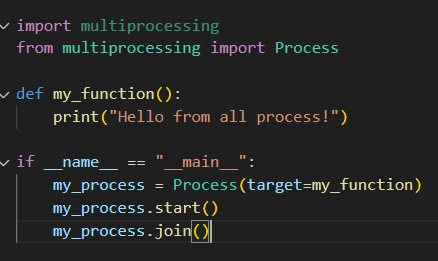 import multiprocessing
from multiprocessing import Process
def my_function():
    print("Hello from all process!")
if __name__ == "__main__":
    my_process = Process(target=my_function)
    my_process.start()
    my_process.join()